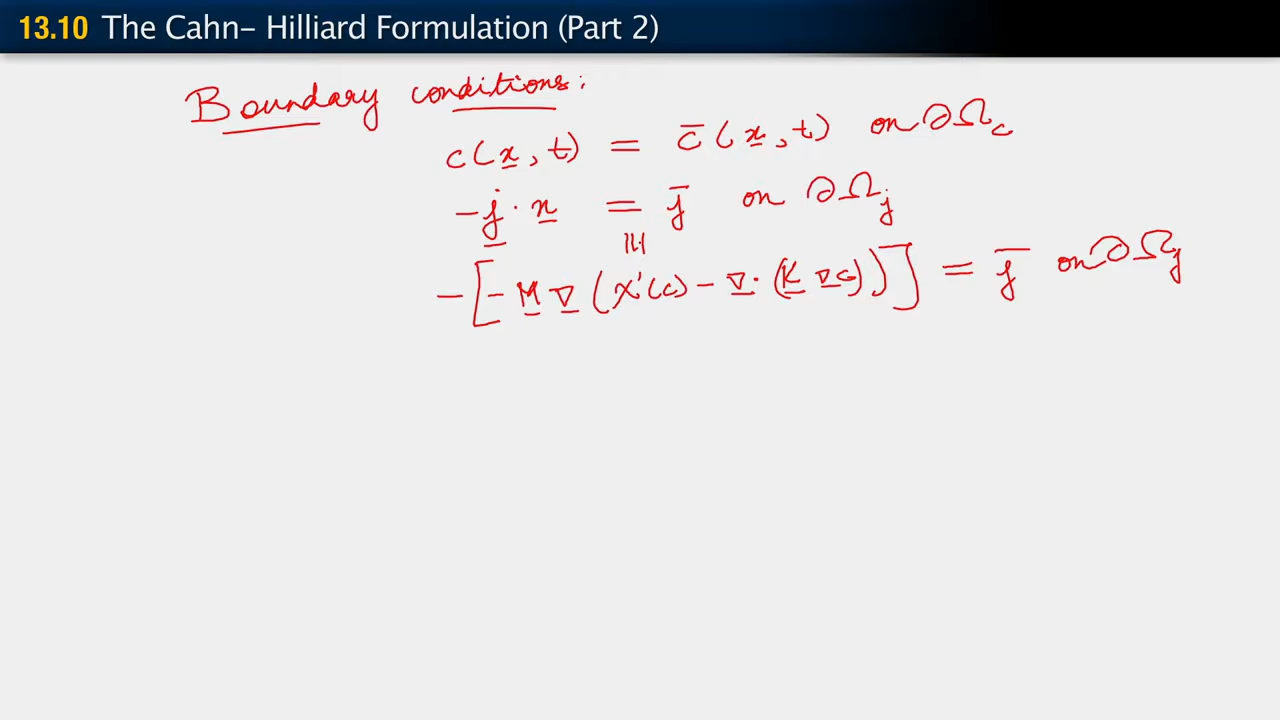 13.10 The Cahn– Hilliard Formulation (Part 2)
Boundary conditions:
c(x, t) = c̄(x, t) on ∂Ω_c
-j · n = j̄ on ∂Ω_j
|||
-[-M ∇(χ'(c) - ∇·(K ∇c))] = j̄ on ∂Ω_j